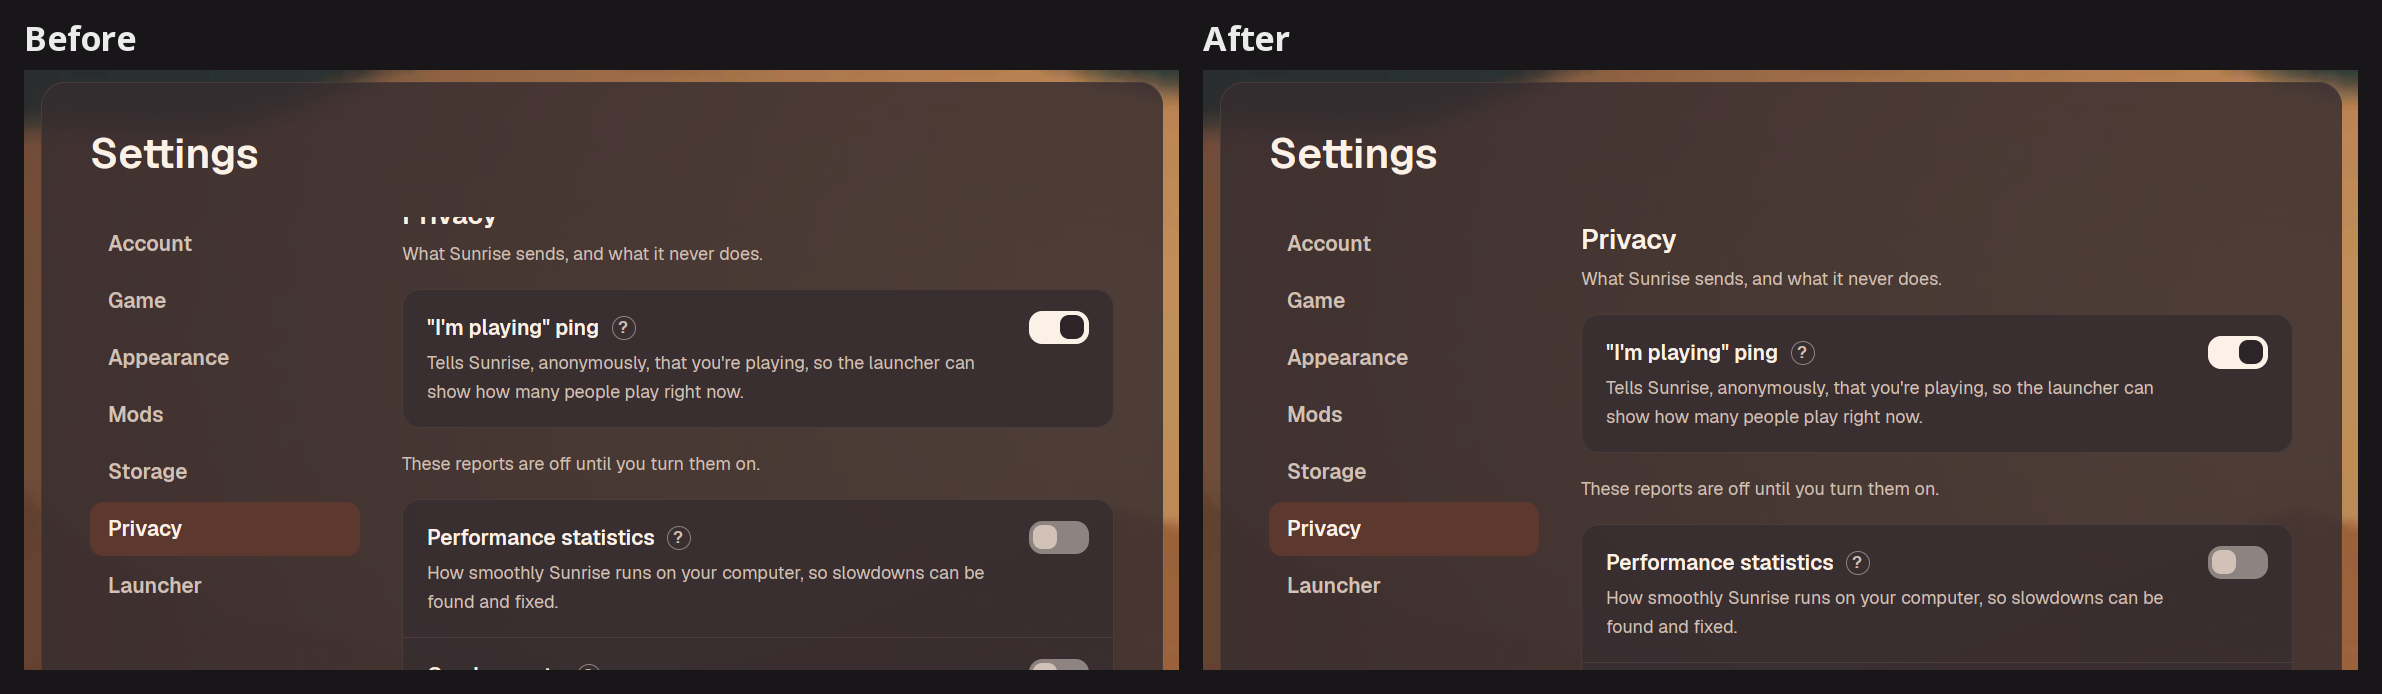 Before
Settings
Account
Game
Appearance
Mods
Storage
Privacy
Launcher
Privacy
What Sunrise sends, and what it never does.
"I'm playing" ping ?
Tells Sunrise, anonymously, that you're playing, so the launcher can
show how many people play right now.
These reports are off until you turn them on.
Performance statistics ?
How smoothly Sunrise runs on your computer, so slowdowns can be
found and fixed.
After
Settings
Account
Game
Appearance
Mods
Storage
Privacy
Launcher
Privacy
What Sunrise sends, and what it never does.
"I'm playing" ping ?
Tells Sunrise, anonymously, that you're playing, so the launcher can
show how many people play right now.
These reports are off until you turn them on.
Performance statistics ?
How smoothly Sunrise runs on your computer, so slowdowns can be
found and fixed.